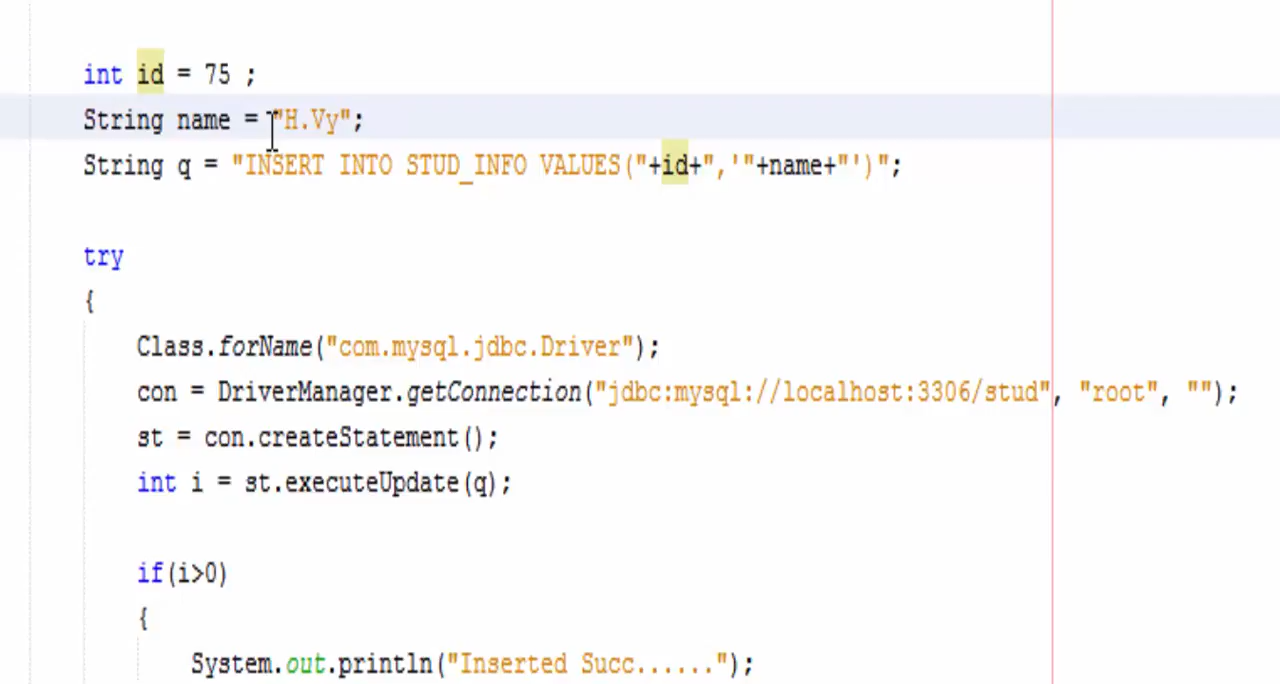 int id = 75 ;
String name = "H.Vy";
String q = "INSERT INTO STUD_INFO VALUES("+id+",'"+name+"')";
try
{
Class.forName("com.mysql.jdbc.Driver");
con = DriverManager.getConnection("jdbc:mysql://localhost:3306/stud", "root", "");
st = con.createStatement();
int i = st.executeUpdate(q);
if(i>0)
{
System.out.println("Inserted Succ......");